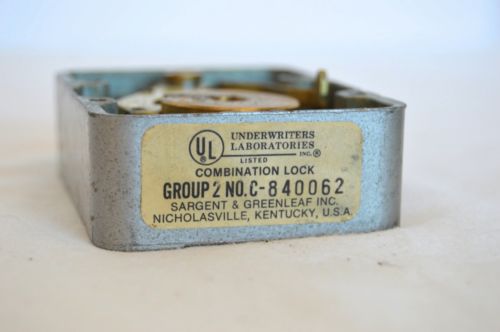 UL UNDERWRITERS
LABORATORIES
INC.®
LISTED
COMBINATION LOCK
GROUP 2 NO.C-840062
SARGENT & GREENLEAF INC.
NICHOLASVILLE, KENTUCKY, U.S.A.